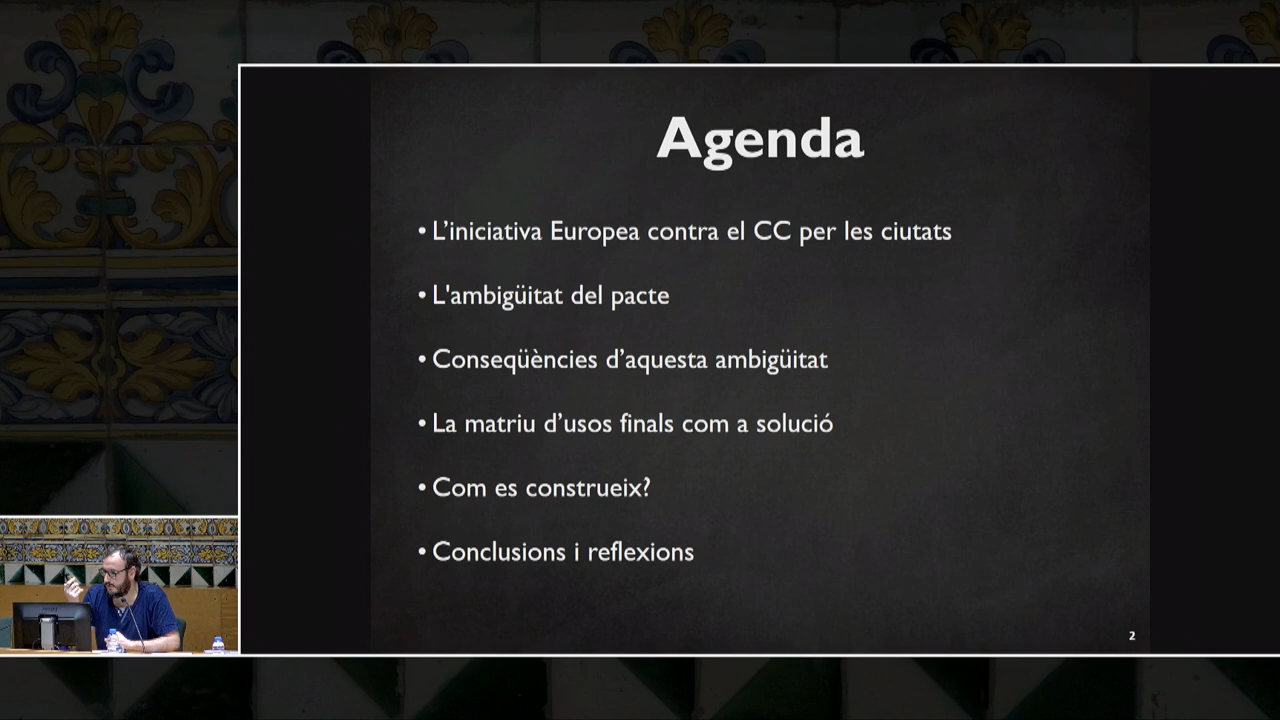 Agenda
• L’iniciativa Europea contra el CC per les ciutats
• L'ambigüitat del pacte
• Conseqüències d’aquesta ambigüitat
• La matriu d’usos finals com a solució
• Com es construeix?
• Conclusions i reflexions
2